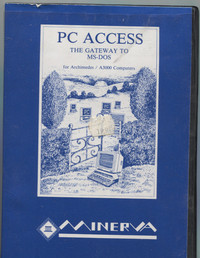 PC ACCESS
THE GATEWAY TO
MS-DOS
for Archimedes / A3000 Computers
MINERVA